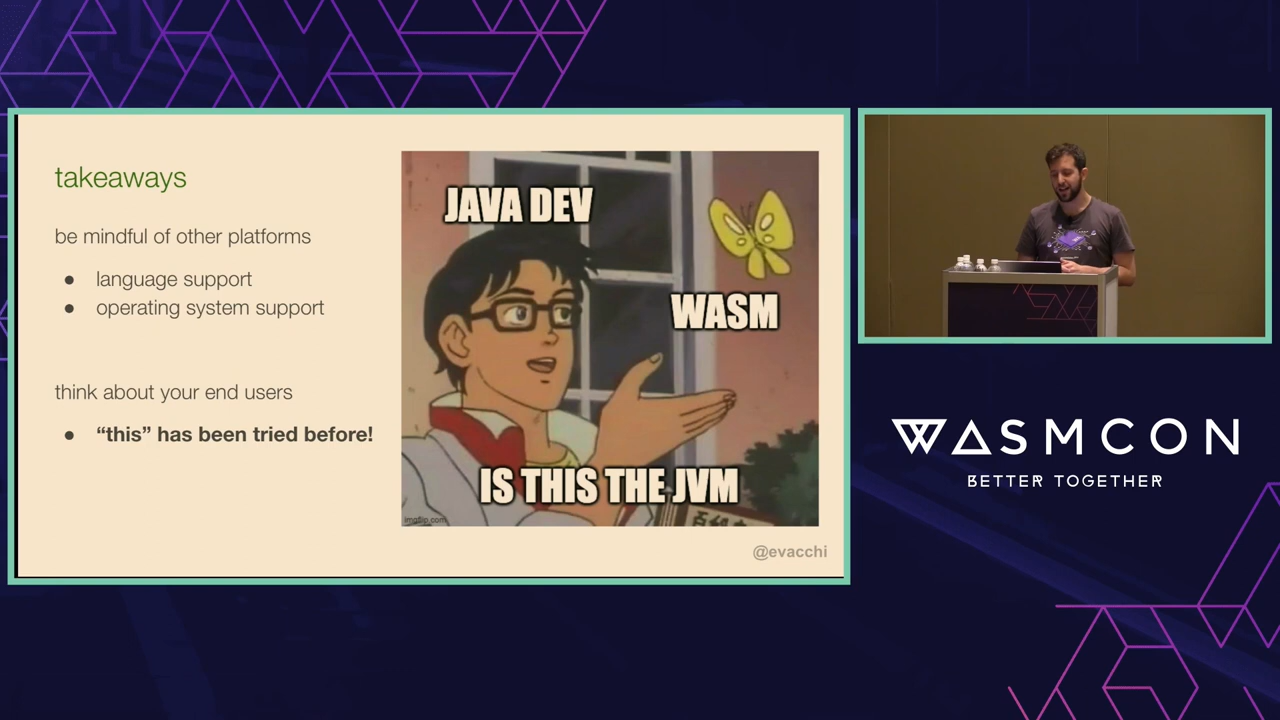 takeaways
be mindful of other platforms
● language support
● operating system support
think about your end users
● “this” has been tried before!
JAVA DEV
WASM
IS THIS THE JVM
imgflip.com
@evacchi
WASMCON
BETTER TOGETHER